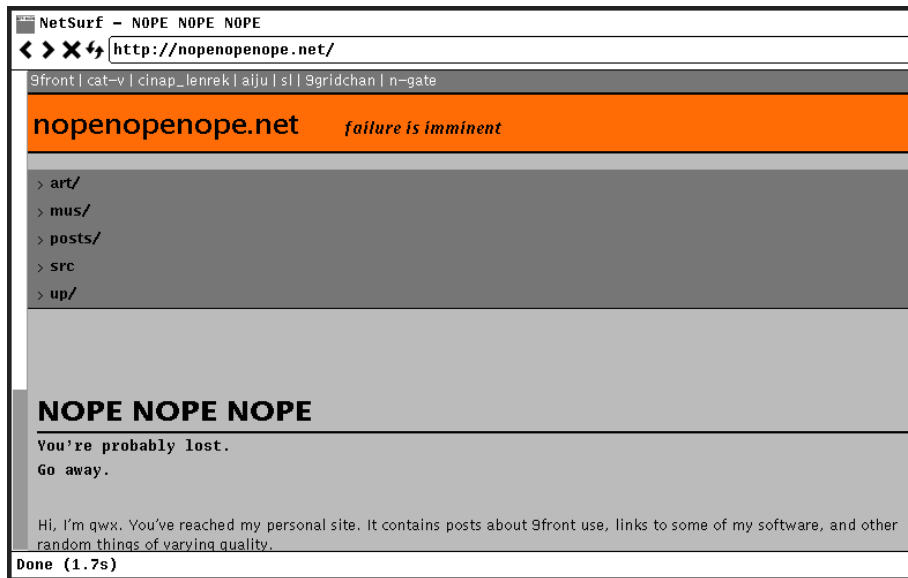 NetSurf – NOPE NOPE NOPE
http://nopenopenope.net/
9front | cat-v | cinap_lenrek | aiju | sl | 9gridchan | n-gate
nopenopenope.net failure is imminent
› art/
› mus/
› posts/
› src
› up/
NOPE NOPE NOPE
You're probably lost.
Go away.
Hi, I'm qwx. You've reached my personal site. It contains posts about 9front use, links to some of my software, and other
random things of varying quality.
Done (1.7s)